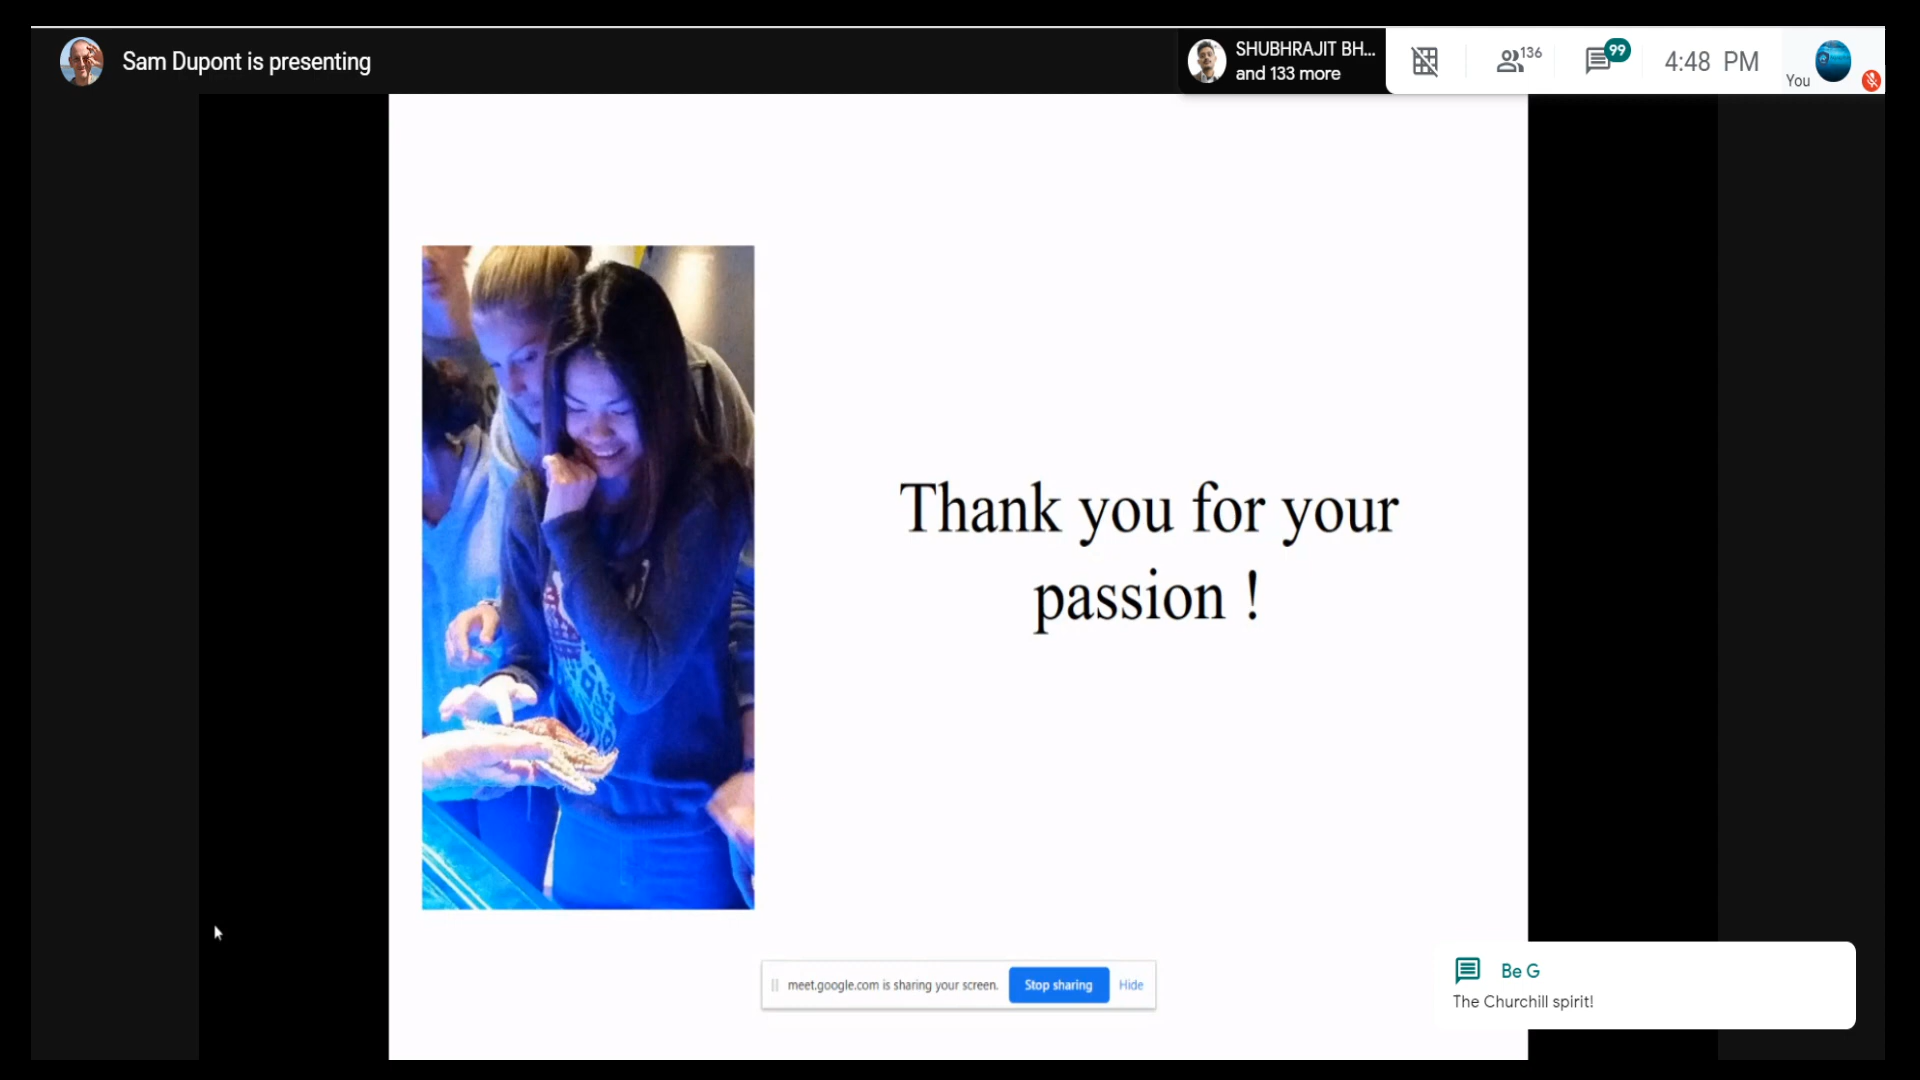 Sam Dupont is presenting
SHUBHRAJIT BH...
and 133 more
136
99
4:48 PM
You
Thank you for your
passion !
meet.google.com is sharing your screen.
Stop sharing
Hide
Be G
The Churchill spirit!